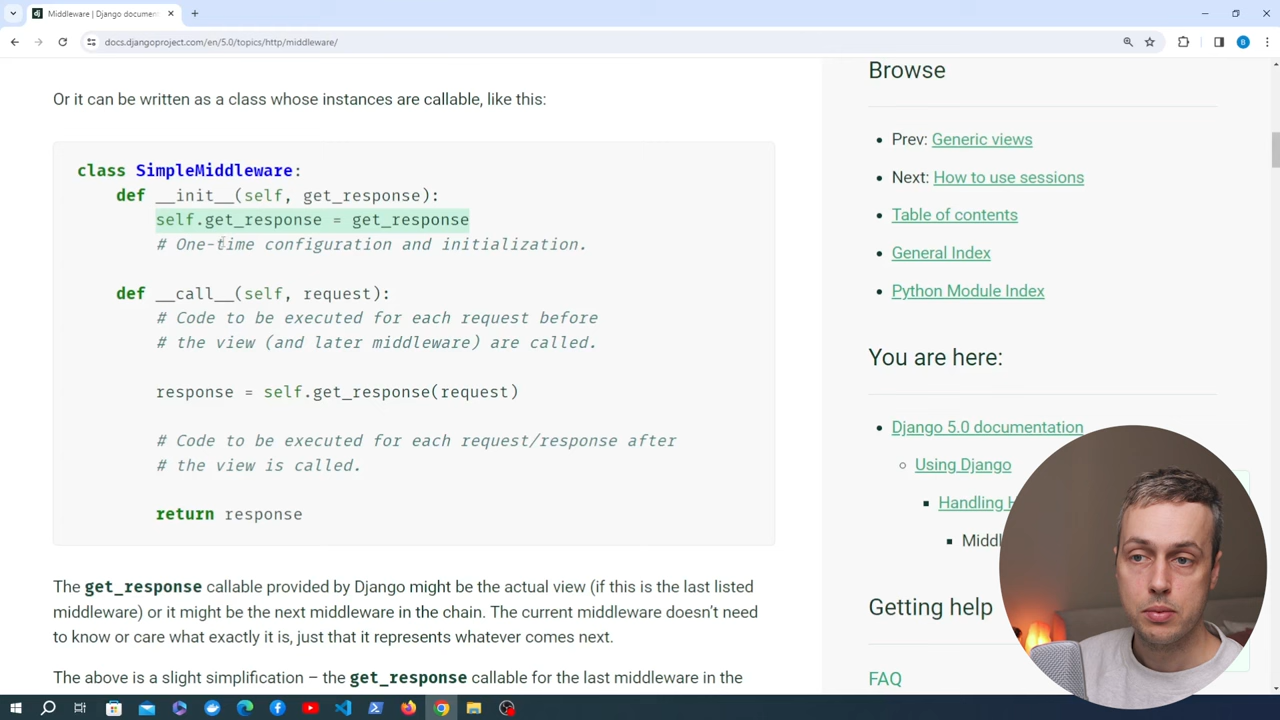 Middleware | Django documen
docs.djangoproject.com/en/5.0/topics/http/middleware/
B
Or it can be written as a class whose instances are callable, like this:
class SimpleMiddleware:
def __init__(self, get_response):
self.get_response = get_response
# One-time configuration and initialization.
def __call__(self, request):
# Code to be executed for each request before
# the view (and later middleware) are called.
response = self.get_response(request)
# Code to be executed for each request/response after
# the view is called.
return response
The get_response callable provided by Django might be the actual view (if this is the last listed
middleware) or it might be the next middleware in the chain. The current middleware doesn't need
to know or care what exactly it is, just that it represents whatever comes next.
The above is a slight simplification – the get_response callable for the last middleware in the
Browse
Prev: Generic views
Next: How to use sessions
Table of contents
General Index
Python Module Index
You are here:
Django 5.0 documentation
Using Django
Handling H
Middl
Getting help
FAQ